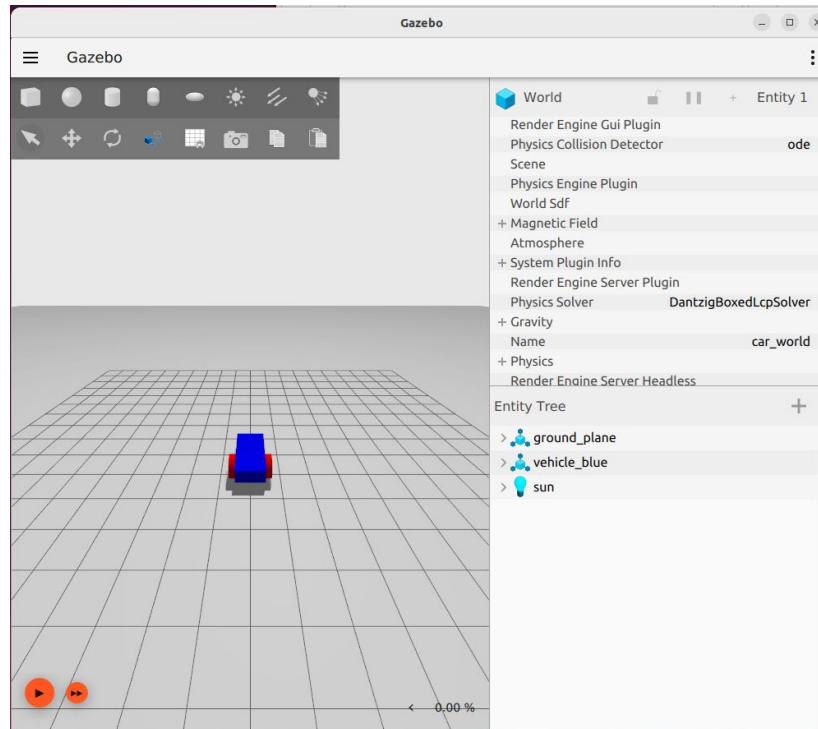 Gazebo
Gazebo
World
Entity 1
Render Engine Gui Plugin
Physics Collision Detector ode
Scene
Physics Engine Plugin
World Sdf
+ Magnetic Field
Atmosphere
+ System Plugin Info
Render Engine Server Plugin
Physics Solver DantzigBoxedLcpSolver
+ Gravity
Name car_world
+ Physics
Render Engine Server Headless
Entity Tree
ground_plane
vehicle_blue
sun
0.00 %